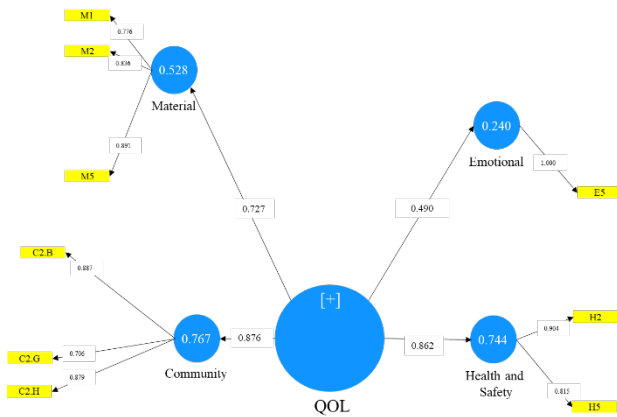 M1
0.776
M2
0.836
0.528
Material
0.891
M5
0.240
Emotional
1.000
E5
0.727
0.490
C2.B
0.887
[+]
0.767
0.876
0.862
0.744
H2
0.904
C2.G
0.706
Community
Health and
Safety
0.879
C2.H
0.815
H5
QOL